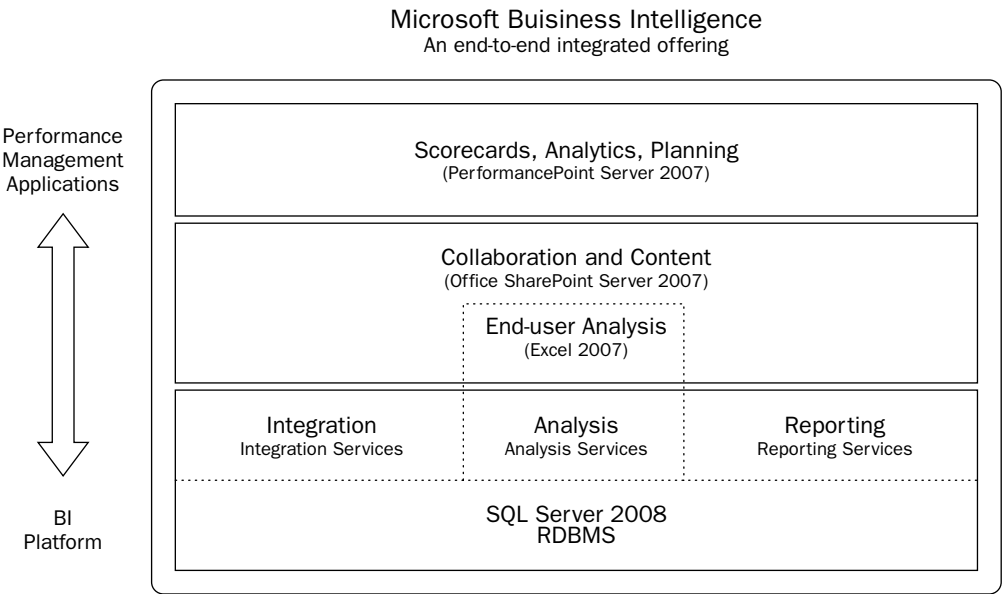 Microsoft Buisiness Intelligence
An end-to-end integrated offering
Performance
Management
Applications
Scorecards, Analytics, Planning
(PerformancePoint Server 2007)
Collaboration and Content
(Office SharePoint Server 2007)
End-user Analysis
(Excel 2007)
Integration
Integration Services
Analysis
Analysis Services
Reporting
Reporting Services
BI
Platform
SQL Server 2008
RDBMS